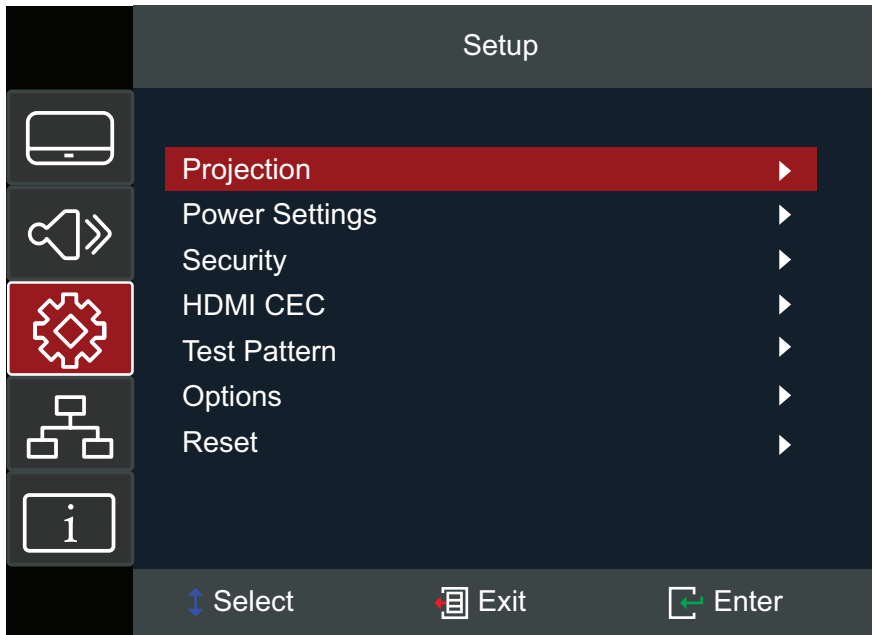 Setup
Projection
Power Settings
Security
HDMI CEC
Test Pattern
Options
Reset
i
Select Exit Enter